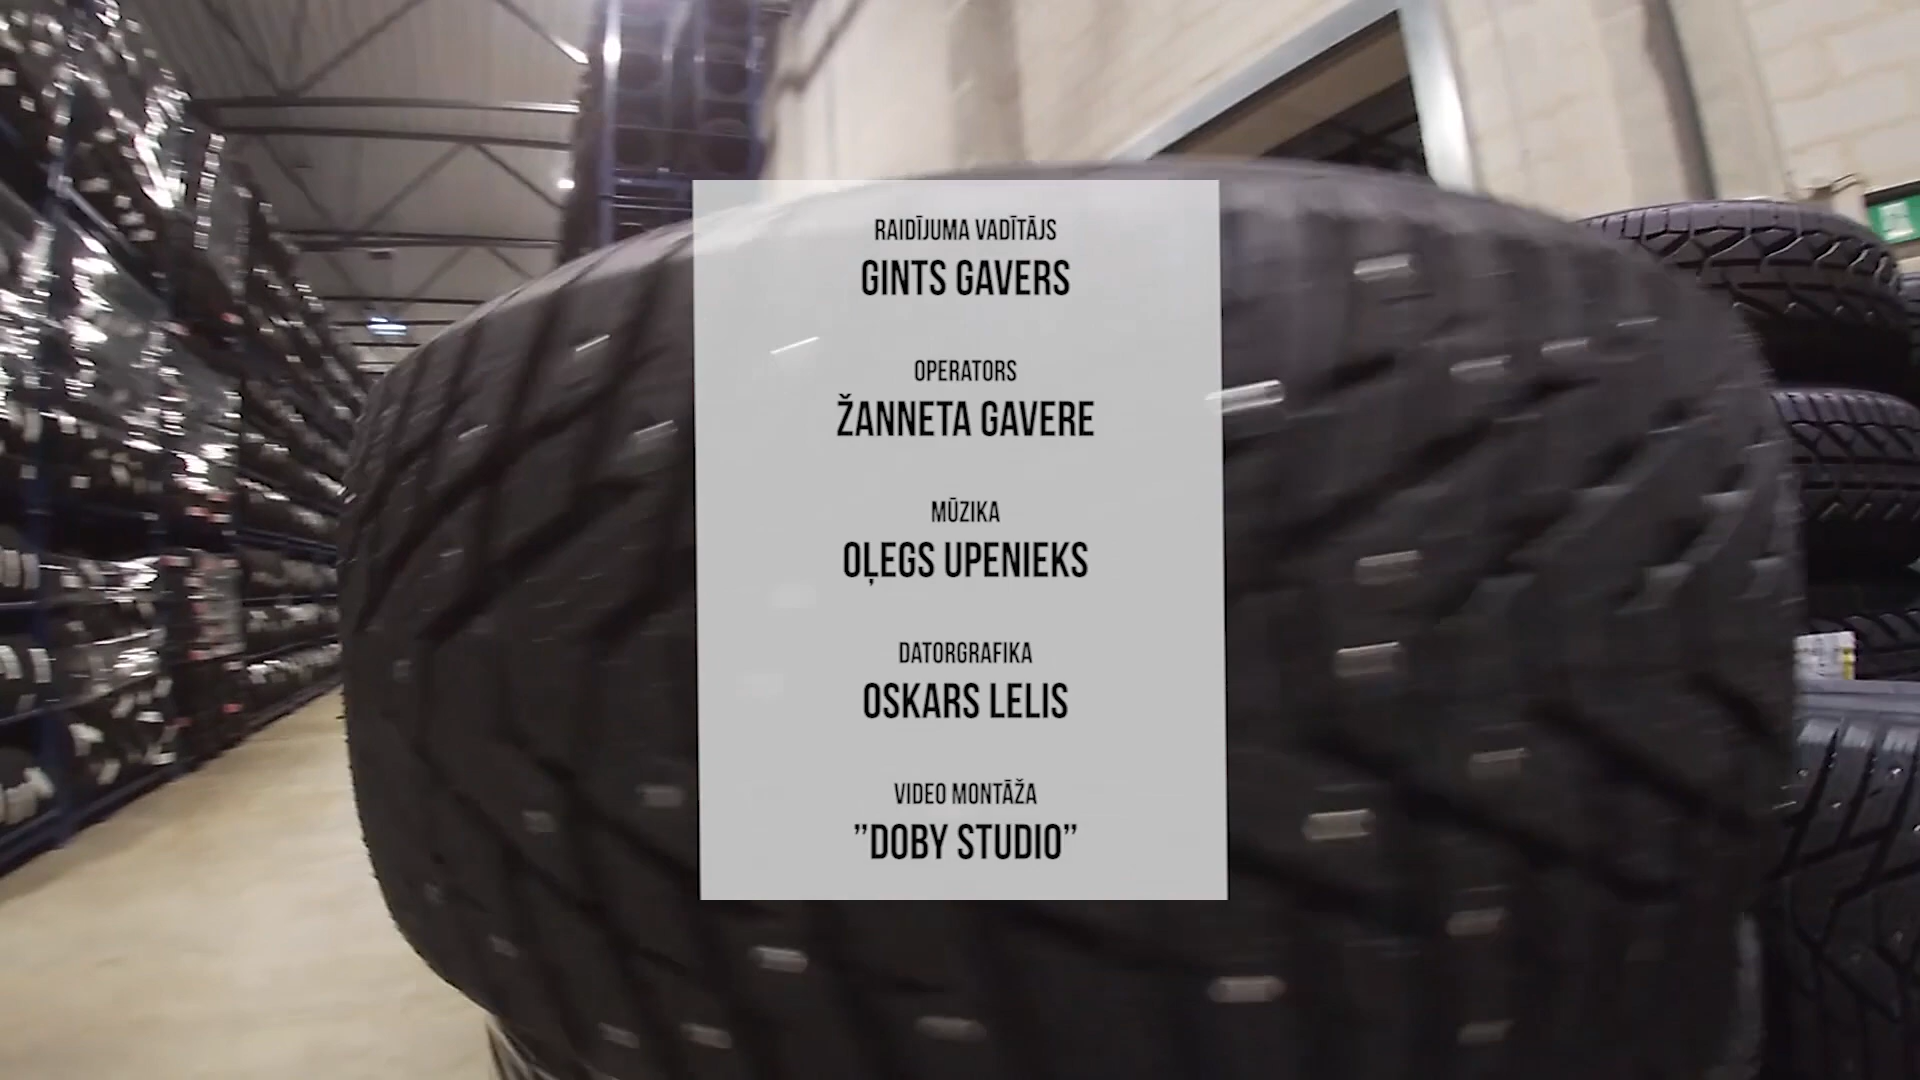 RAIDĪJUMA VADĪTĀJS
GINTS GAVERS
OPERATORS
ŽANNETA GAVERE
MŪZIKA
OĻEGS UPENIEKS
DATORGRAFIKA
OSKARS LELIS
VIDEO MONTĀŽA
”DOBY STUDIO”